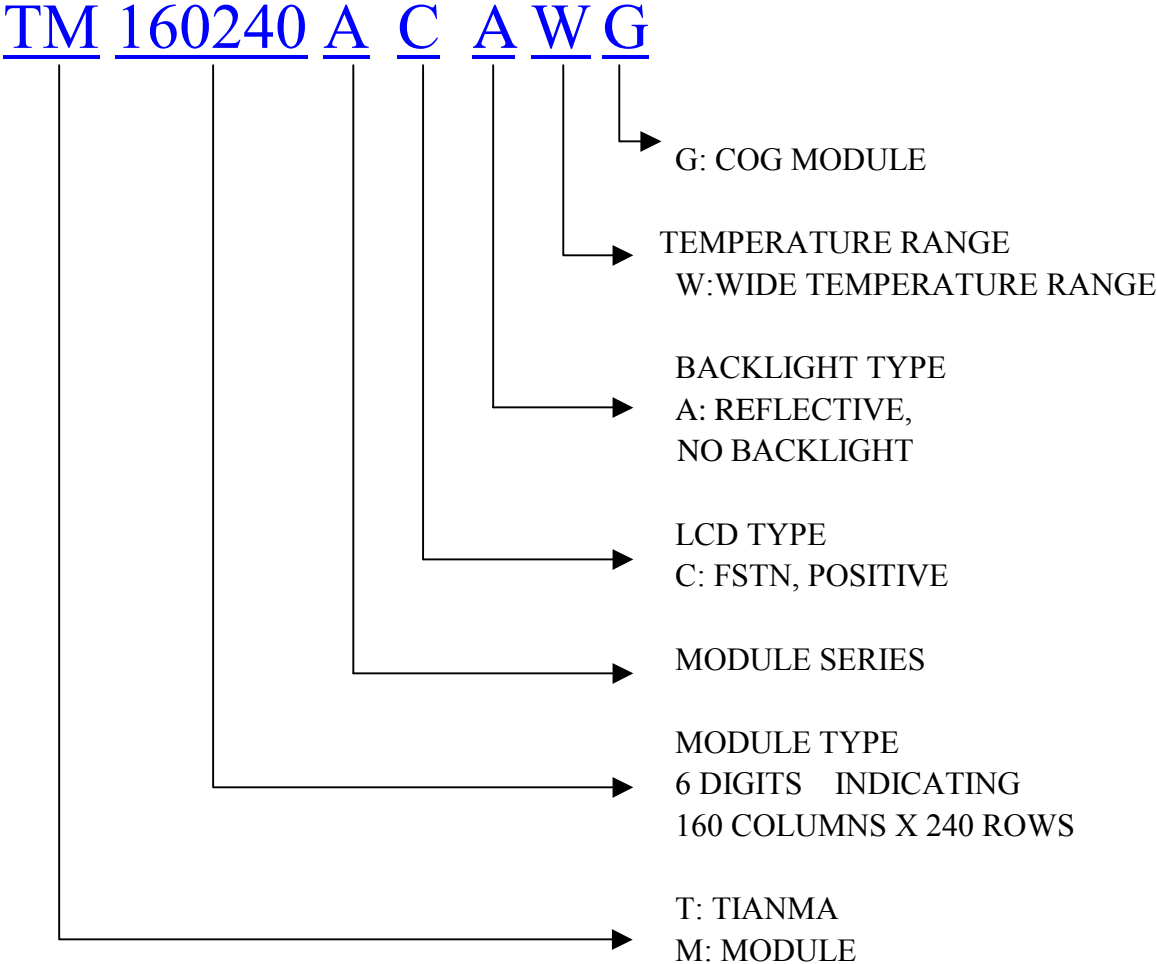 TM 160240 A C A W G
G: COG MODULE
TEMPERATURE RANGE
W:WIDE TEMPERATURE RANGE
BACKLIGHT TYPE
A: REFLECTIVE,
NO BACKLIGHT
LCD TYPE
C: FSTN, POSITIVE
MODULE SERIES
MODULE TYPE
6 DIGITS INDICATING
160 COLUMNS X 240 ROWS
T: TIANMA
M: MODULE